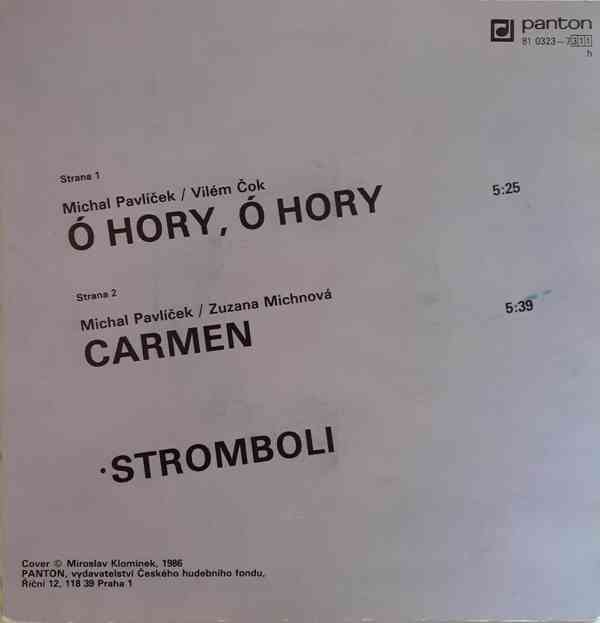 panton
81 0323-7311
h
Strana 1
Michal Pavlíček / Vilém Čok
Ó HORY, Ó HORY 5:25
Strana 2
Michal Pavlíček / Zuzana Michnová
CARMEN 5:39
·STROMBOLI
Cover © Miroslav Klomínek, 1986
PANTON, vydavatelství Českého hudebního fondu,
Říční 12, 118 39 Praha 1